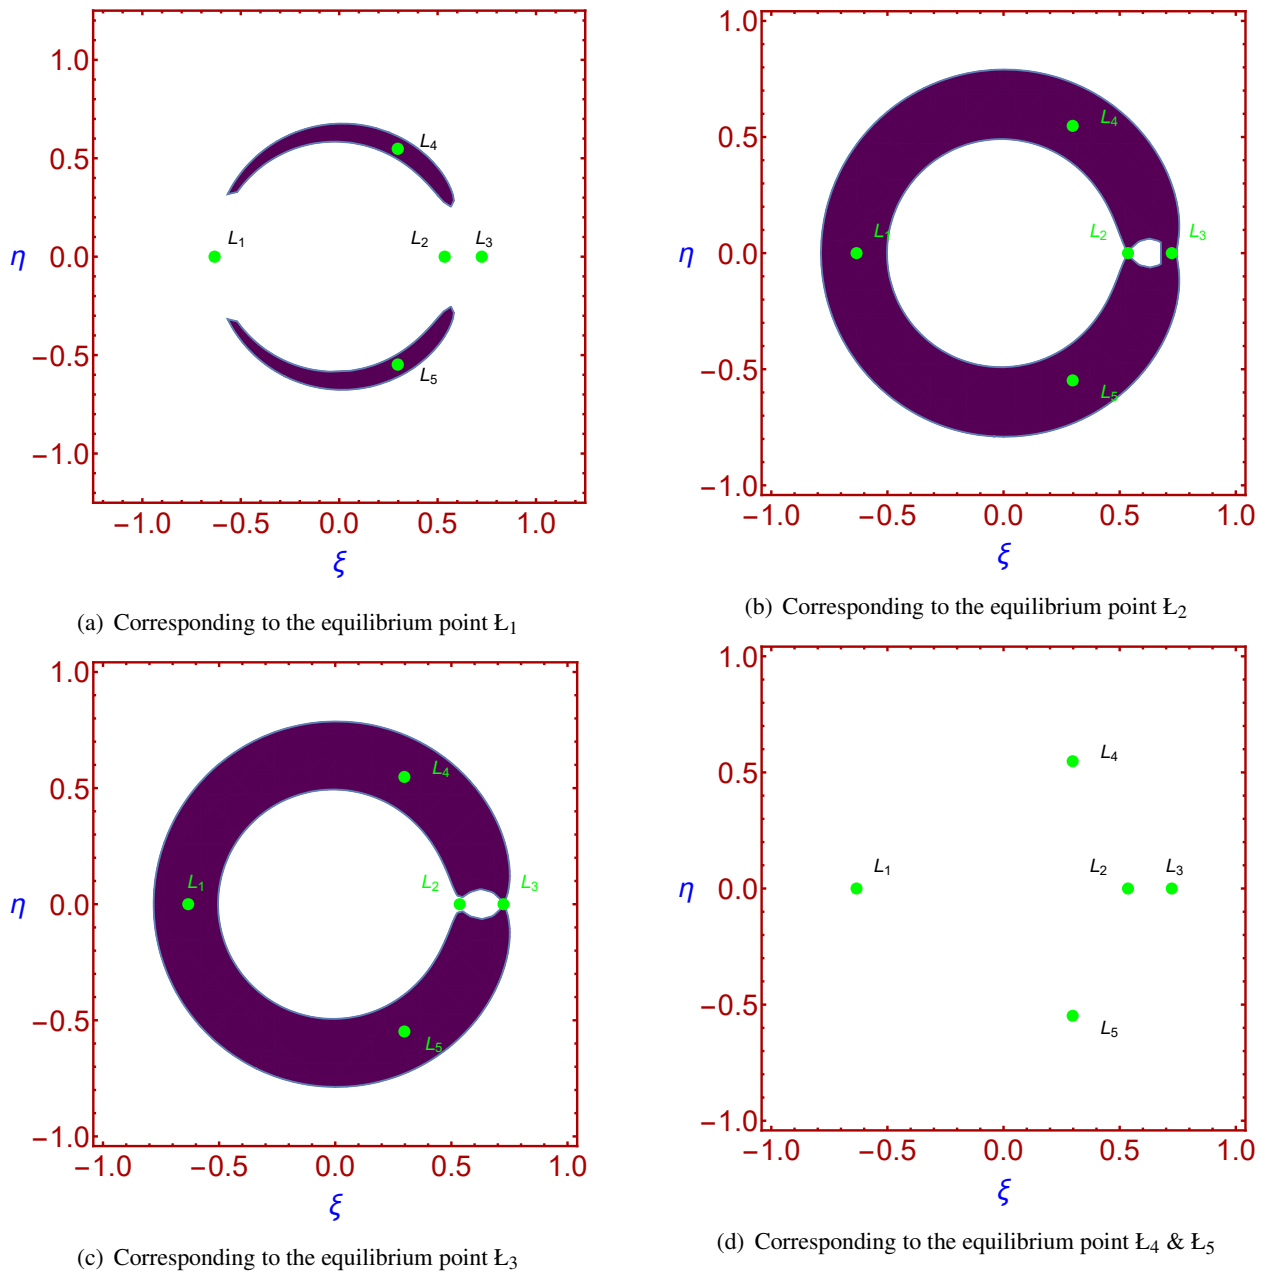 1.0
0.5
0.0
−0.5
−1.0
η
L4
L1
L2
L3
L5
−1.0 −0.5 0.0 0.5 1.0
ξ
(a) Corresponding to the equilibrium point Ł1
1.0
0.5
0.0
−0.5
−1.0
η
L4
L1
L2
L3
L5
−1.0 −0.5 0.0 0.5 1.0
ξ
(b) Corresponding to the equilibrium point Ł2
1.0
0.5
0.0
−0.5
−1.0
η
L4
L1
L2
L3
L5
−1.0 −0.5 0.0 0.5 1.0
ξ
(c) Corresponding to the equilibrium point Ł3
1.0
0.5
0.0
−0.5
−1.0
η
L4
L1
L2
L3
L5
−1.0 −0.5 0.0 0.5 1.0
ξ
(d) Corresponding to the equilibrium point Ł4 & Ł5